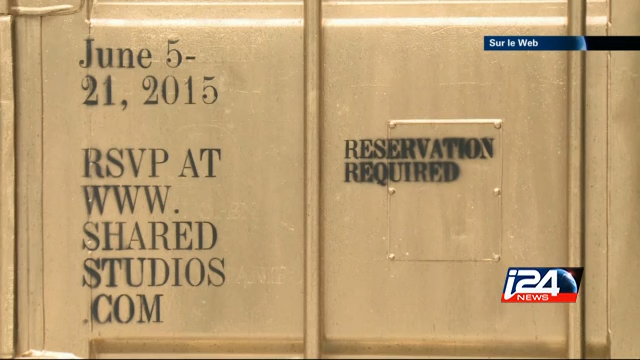 Sur le Web
June 5-
21, 2015
RSVP AT
WWW.
SHARED
STUDIOS
.COM
RESERVATION
REQUIRED
i24
NEWS